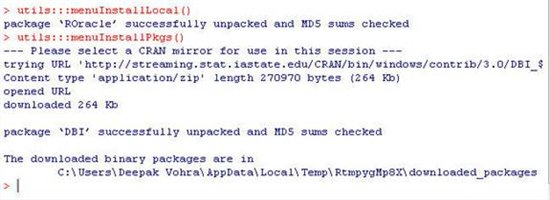 > utils:::menuInstallLocal()
package ‘ROracle’ successfully unpacked and MD5 sums checked
> utils:::menuInstallPkgs()
--- Please select a CRAN mirror for use in this session ---
trying URL 'http://streaming.stat.iastate.edu/CRAN/bin/windows/contrib/3.0/DBI_$
Content type 'application/zip' length 270970 bytes (264 Kb)
opened URL
downloaded 264 Kb
package ‘DBI’ successfully unpacked and MD5 sums checked
The downloaded binary packages are in
C:\Users\Deepak Vohra\AppData\Local\Temp\RtmpygMp8X\downloaded_packages
>